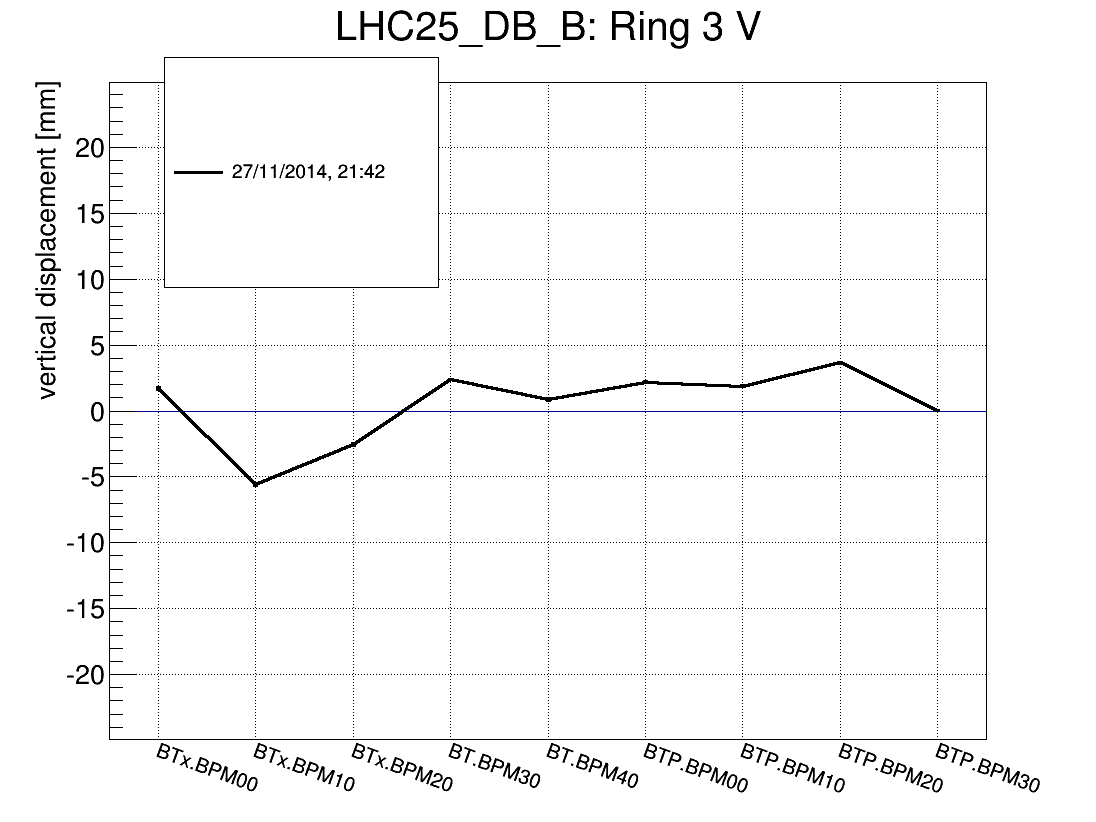 LHC25_DB_B: Ring 3 V
vertical displacement [mm]
27/11/2014, 21:42
20
15
10
5
0
-5
-10
-15
-20
BTx.BPM00
BTx.BPM10
BTx.BPM20
BT.BPM30
BT.BPM40
BTP.BPM00
BTP.BPM10
BTP.BPM20
BTP.BPM30